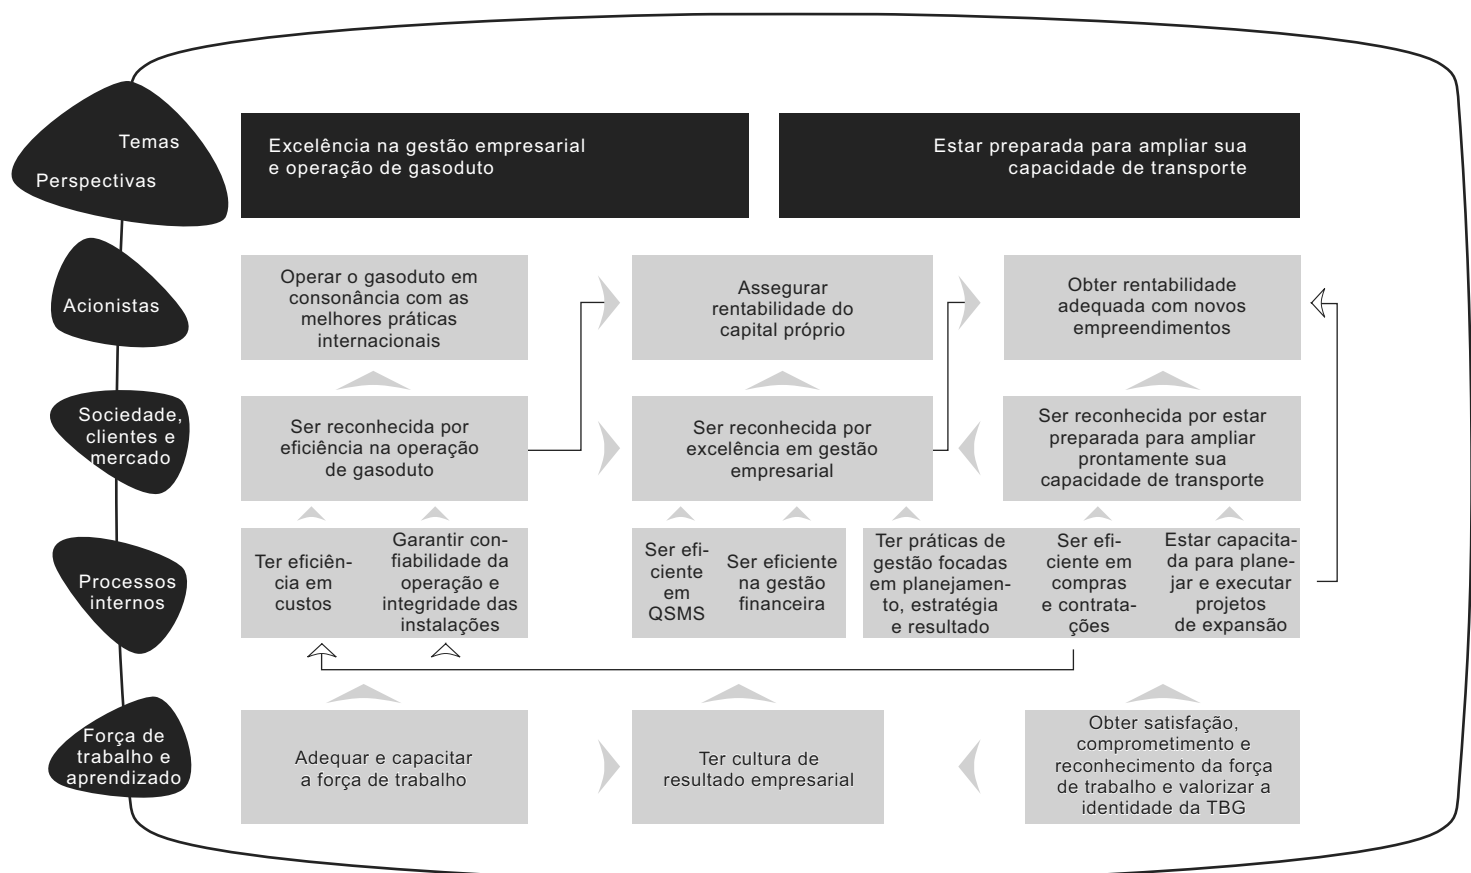 Temas
Perspectivas
Excelência na gestão empresarial
e operação de gasoduto
Estar preparada para ampliar sua
capacidade de transporte
Acionistas
Operar o gasoduto em
consonância com as
melhores práticas
internacionais
Assegurar
rentabilidade do
capital próprio
Obter rentabilidade
adequada com novos
empreendimentos
Sociedade,
clientes e
mercado
Ser reconhecida por
eficiência na operação
de gasoduto
Ser reconhecida por
excelência em gestão
empresarial
Ser reconhecida por estar
preparada para ampliar
prontamente sua
capacidade de transporte
Processos
internos
Ter eficiên-
cia em
custos
Garantir con-
fiabilidade da
operação e
integridade das
instalações
Ser efi-
ciente
em
QSMS
Ser eficiente
na gestão
financeira
Ter práticas de
gestão focadas
em planejamen-
to, estratégia
e resultado
Ser efi-
ciente em
compras
e contrata-
ções
Estar capacita-
da para plane-
jar e executar
projetos
de expansão
Força de
trabalho e
aprendizado
Adequar e capacitar
a força de trabalho
Ter cultura de
resultado empresarial
Obter satisfação,
comprometimento e
reconhecimento da força
de trabalho e valorizar a
identidade da TBG